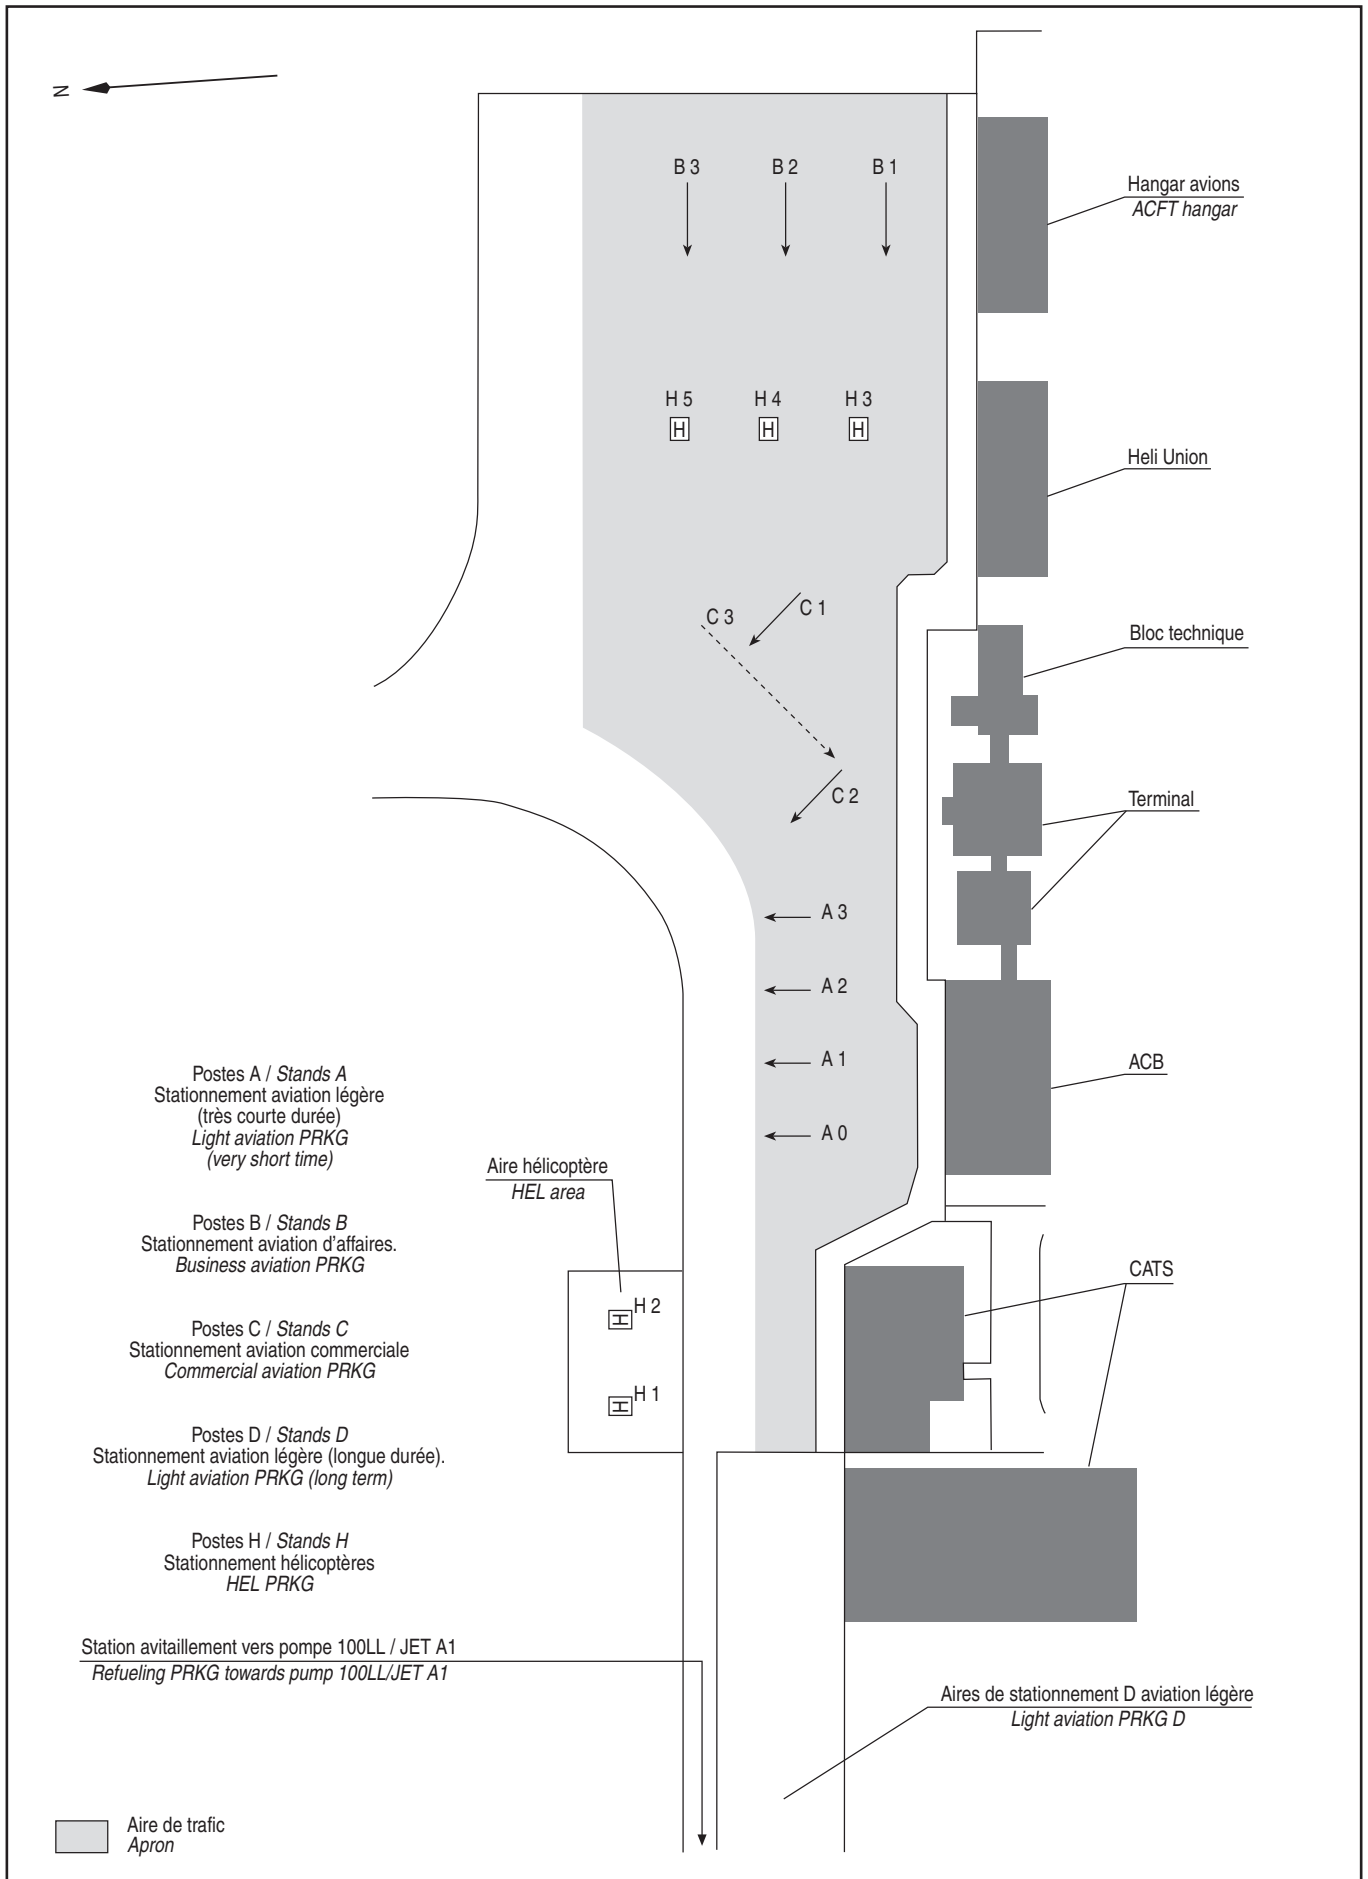 N
B 3
B 2
B 1
Hangar avions
ACFT hangar
H 5
H 4
H 3
H
H
H
Heli Union
C 1
C 3
Bloc technique
C 2
Terminal
A 3
A 2
A 1
ACB
A 0
Postes A / Stands A
Stationnement aviation légère
(très courte durée)
Light aviation PRKG
(very short time)
Aire hélicoptère
HEL area
Postes B / Stands B
Stationnement aviation d'affaires.
Business aviation PRKG
CATS
H 2
H
Postes C / Stands C
Stationnement aviation commerciale
Commercial aviation PRKG
H 1
H
Postes D / Stands D
Stationnement aviation légère (longue durée).
Light aviation PRKG (long term)
Postes H / Stands H
Stationnement hélicoptères
HEL PRKG
Station avitaillement vers pompe 100LL / JET A1
Refueling PRKG towards pump 100LL/JET A1
Aires de stationnement D aviation légère
Light aviation PRKG D
Aire de trafic
Apron